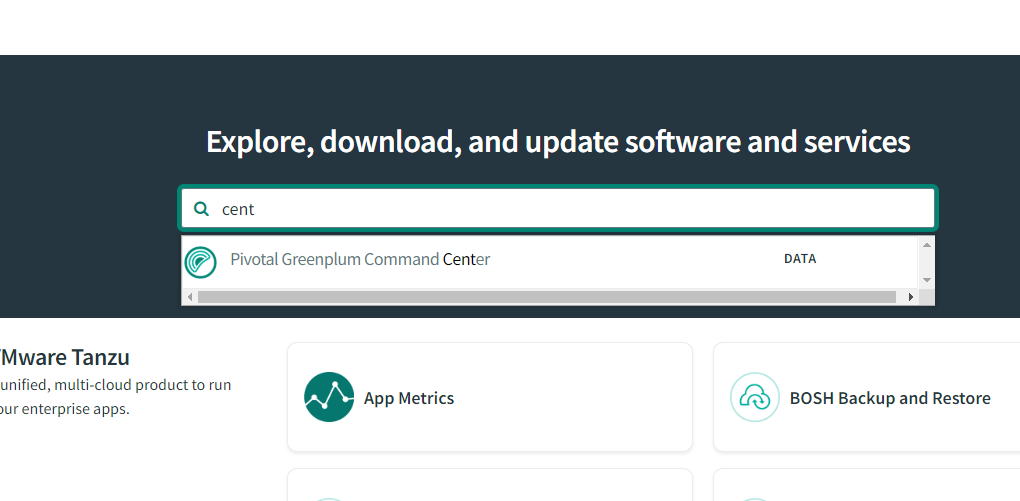 Explore, download, and update software and services
cent
Pivotal Greenplum Command Center DATA
Mware Tanzu
unified, multi-cloud product to run
our enterprise apps.
App Metrics
BOSH Backup and Restore